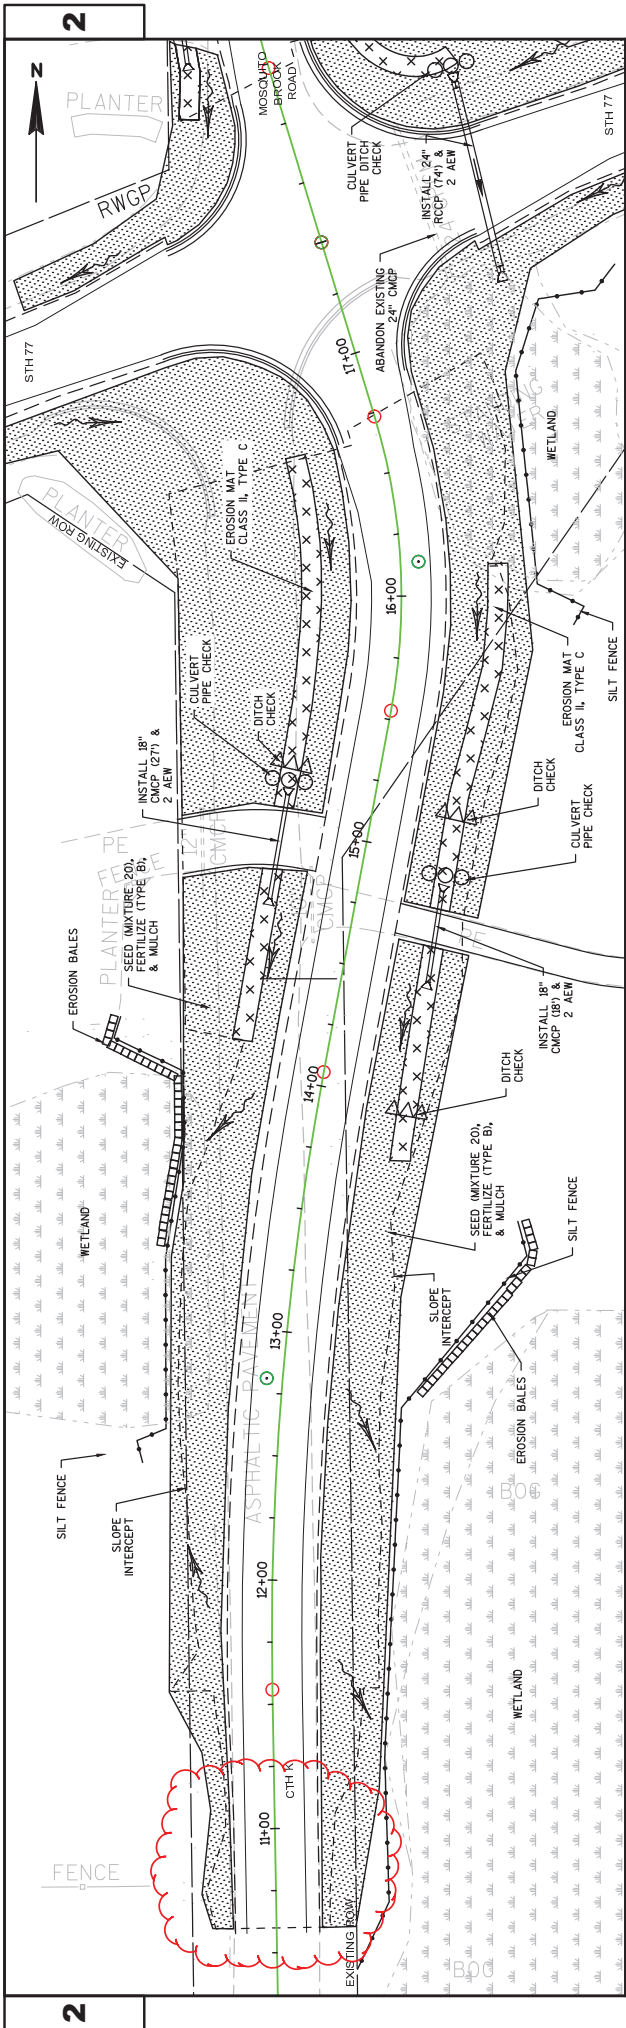 2
N
MOSQUITO
BROOK
ROAD
PLANTER
STH 77
CULVERT
PIPE DITCH
CHECK
INSTALL 24"
RCCP (74') &
2 AEW
RWGP
ABANDON EXISTING
24" CMCP
STH 77
17+00
WETLAND
EROSION MAT
CLASS II, TYPE C
PLANTER
EXISTING ROW
16+00
SILT FENCE
EROSION MAT
CLASS II, TYPE C
CULVERT
PIPE CHECK
DITCH
CHECK
INSTALL 18"
CMCP (27') &
2 AEW
DITCH
CHECK
CULVERT
PIPE CHECK
15+00
PE
FENCE
PLANTER
12"
CMCP
CMCP
PE
SEED (MIXTURE 20),
FERTILIZE (TYPE B),
& MULCH
EROSION BALES
INSTALL 18"
CMCP (18') &
2 AEW
14+00
DITCH
CHECK
SEED (MIXTURE 20),
FERTILIZE (TYPE B),
& MULCH
SILT FENCE
WETLAND
SLOPE
INTERCEPT
13+00
ASPHALTIC PAVEMENT
EROSION BALES
BOG
SILT FENCE
SLOPE
INTERCEPT
12+00
WETLAND
CTH K
11+00
FENCE
EXISTING ROW
BOG
2